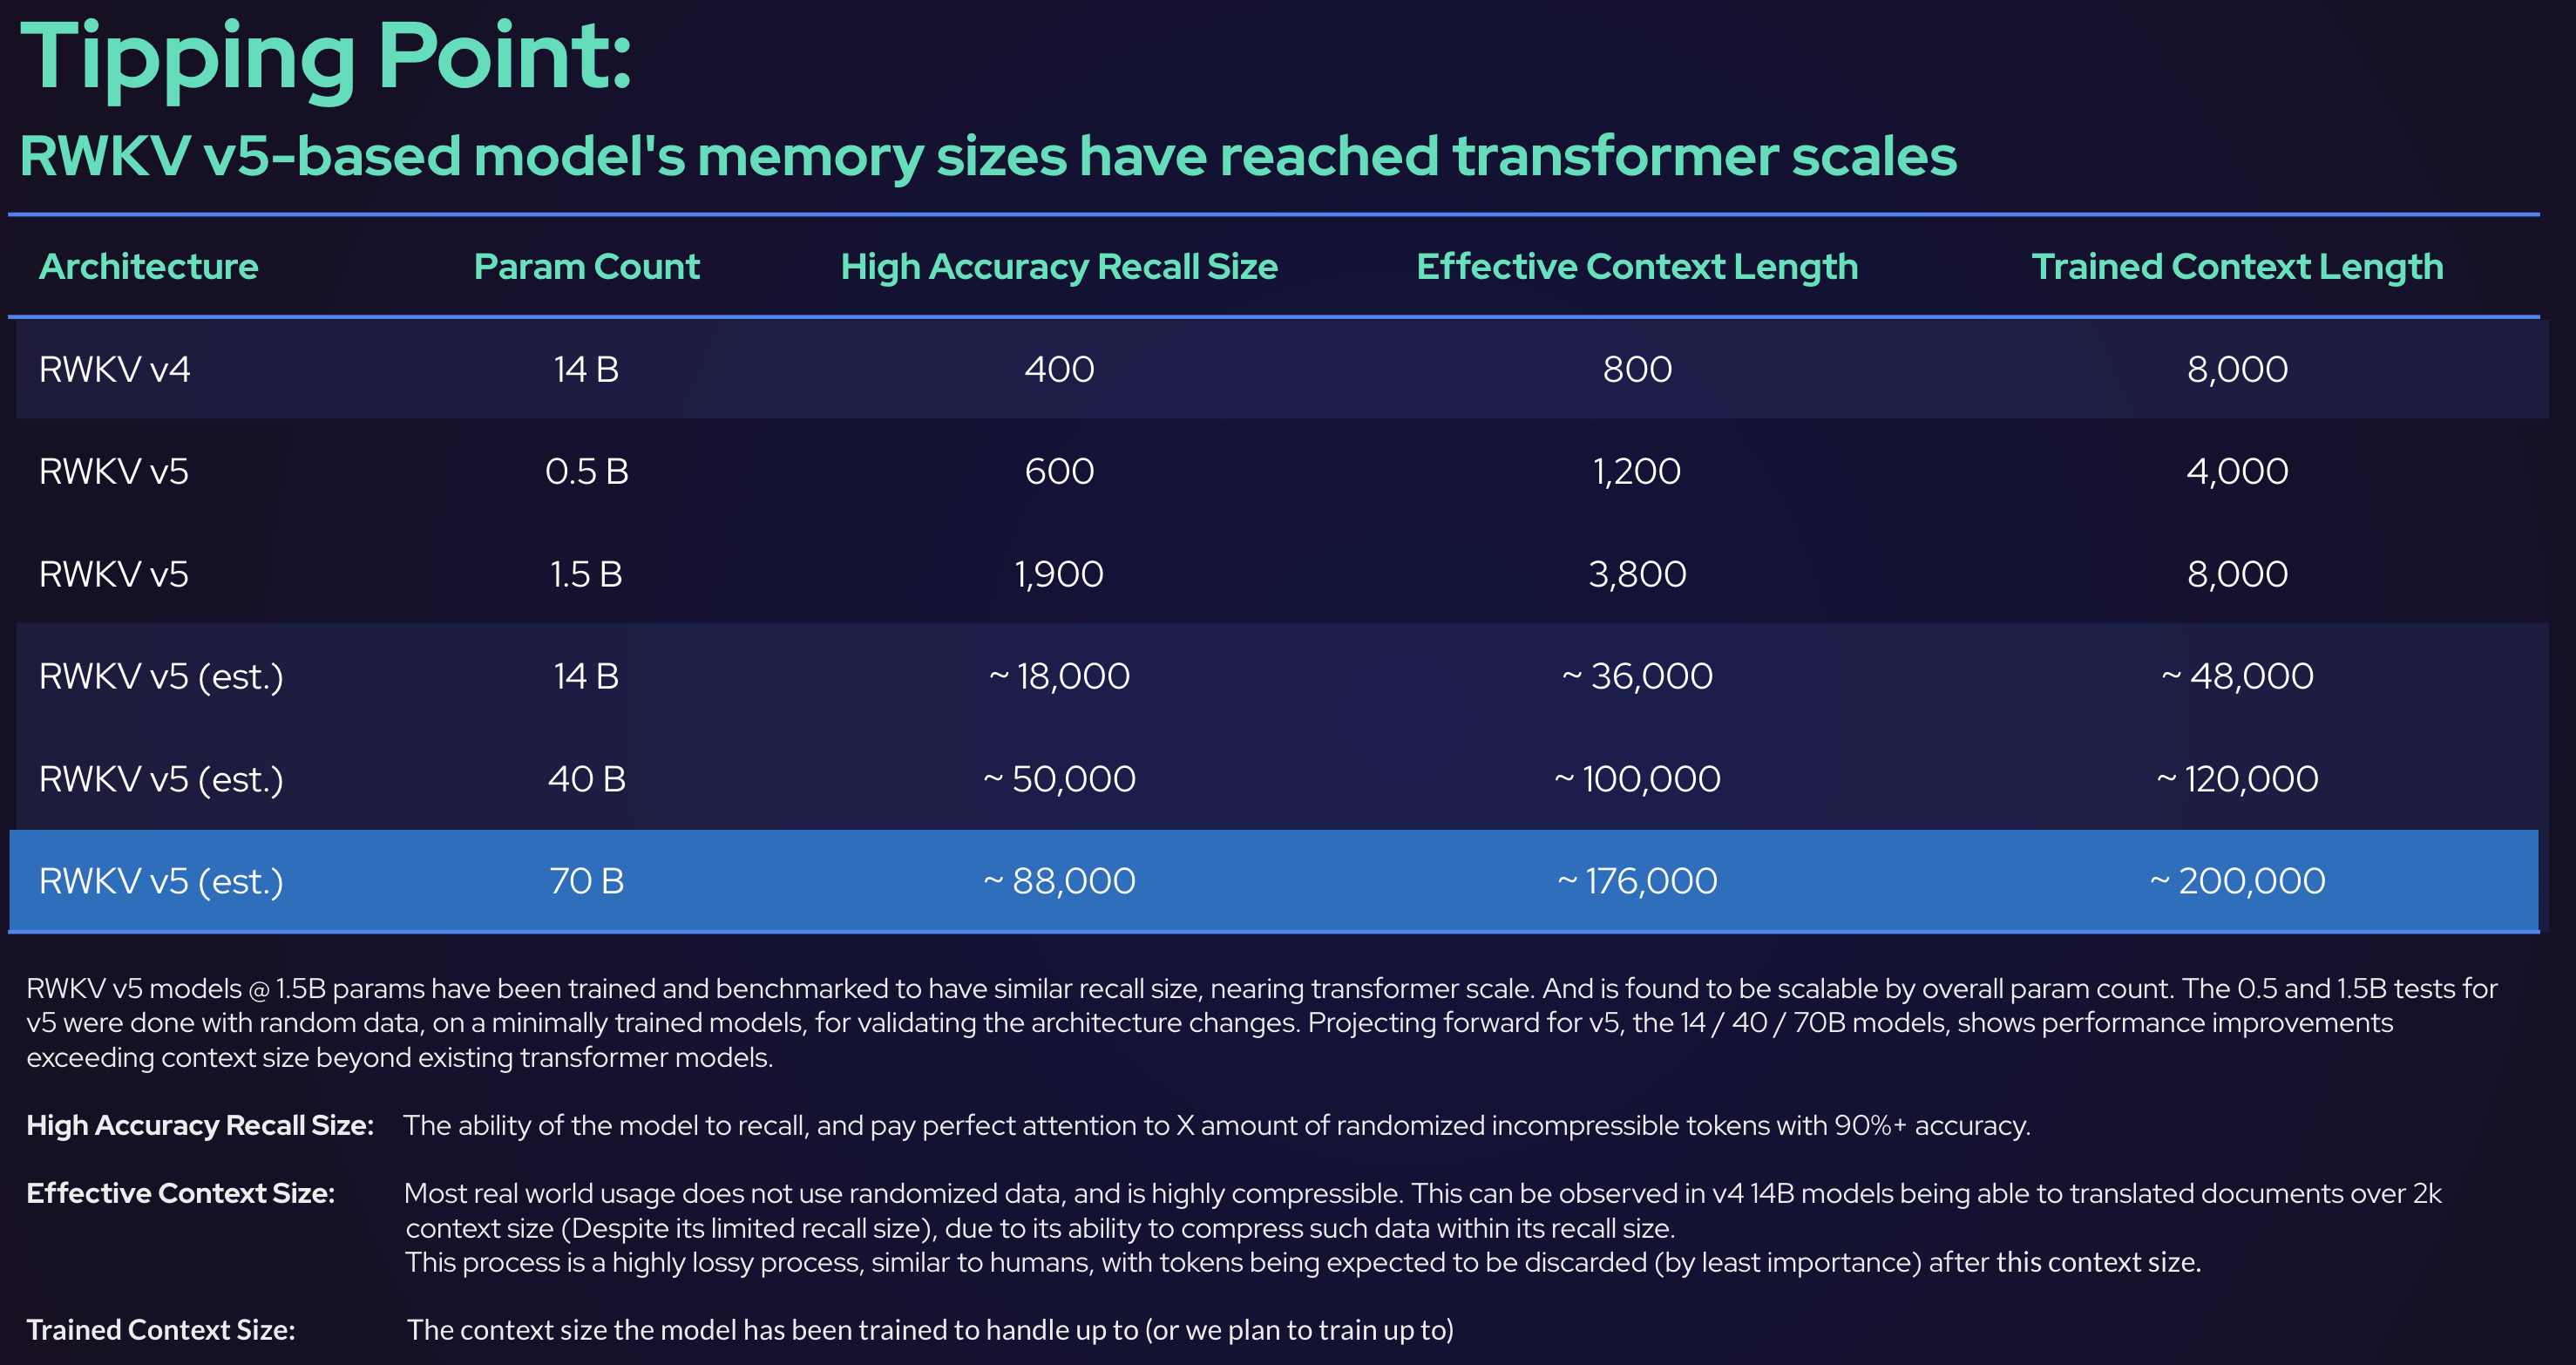 Tipping Point:
RWKV v5-based model's memory sizes have reached transformer scales
Architecture Param Count High Accuracy Recall Size Effective Context Length Trained Context Length
RWKV v4 14 B 400 800 8,000
RWKV v5 0.5 B 600 1,200 4,000
RWKV v5 1.5 B 1,900 3,800 8,000
RWKV v5 (est.) 14 B ~ 18,000 ~ 36,000 ~ 48,000
RWKV v5 (est.) 40 B ~ 50,000 ~ 100,000 ~ 120,000
RWKV v5 (est.) 70 B ~ 88,000 ~ 176,000 ~ 200,000
RWKV v5 models @ 1.5B params have been trained and benchmarked to have similar recall size, nearing transformer scale. And is found to be scalable by overall param count. The 0.5 and 1.5B tests for
v5 were done with random data, on a minimally trained models, for validating the architecture changes. Projecting forward for v5, the 14 / 40 / 70B models, shows performance improvements
exceeding context size beyond existing transformer models.
High Accuracy Recall Size: The ability of the model to recall, and pay perfect attention to X amount of randomized incompressible tokens with 90%+ accuracy.
Effective Context Size: Most real world usage does not use randomized data, and is highly compressible. This can be observed in v4 14B models being able to translated documents over 2k
context size (Despite its limited recall size), due to its ability to compress such data within its recall size.
This process is a highly lossy process, similar to humans, with tokens being expected to be discarded (by least importance) after this context size.
Trained Context Size: The context size the model has been trained to handle up to (or we plan to train up to)